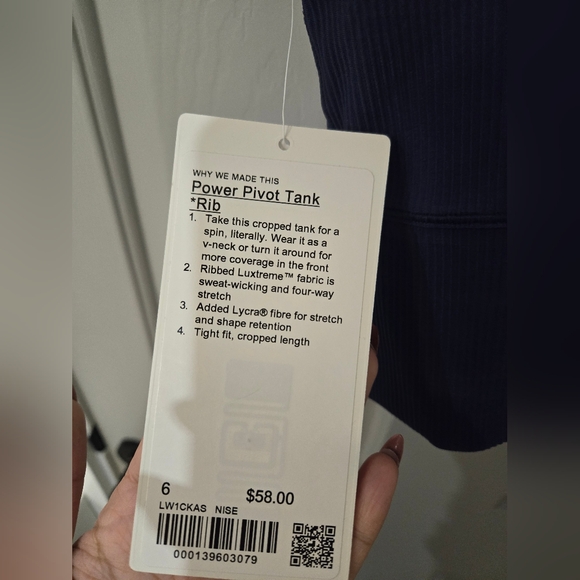 WHY WE MADE THIS
Power Pivot Tank
*Rib
1. Take this cropped tank for a
spin, literally. Wear it as a
v-neck or turn it around for
more coverage in the front
2. Ribbed Luxtreme™ fabric is
sweat-wicking and four-way
stretch
3. Added Lycra® fibre for stretch
and shape retention
4. Tight fit, cropped length
6 $58.00
LW1CKAS NISE
000139603079